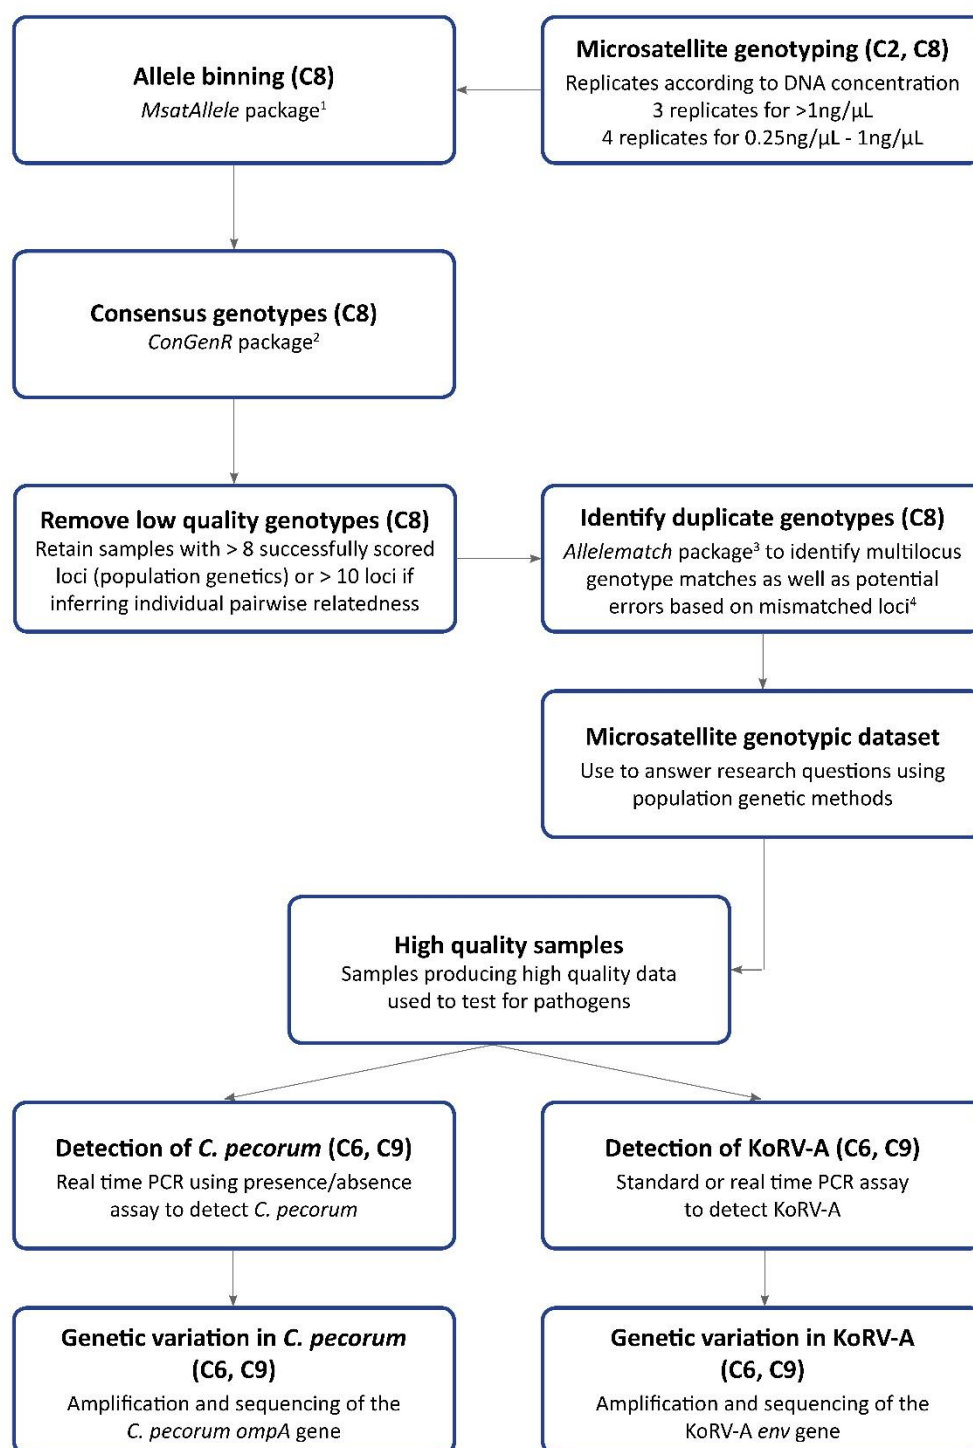 Microsatellite genotyping (C2, C8)
Replicates according to DNA concentration
3 replicates for >1ng/µL
4 replicates for 0.25ng/µL - 1ng/µL
Allele binning (C8)
MsatAllele package¹
Consensus genotypes (C8)
ConGenR package²
Remove low quality genotypes (C8)
Retain samples with > 8 successfully scored
loci (population genetics) or > 10 loci if
inferring individual pairwise relatedness
Identify duplicate genotypes (C8)
Allelematch package³ to identify multilocus
genotype matches as well as potential
errors based on mismatched loci⁴
Microsatellite genotypic dataset
Use to answer research questions using
population genetic methods
High quality samples
Samples producing high quality data
used to test for pathogens
Detection of C. pecorum (C6, C9)
Real time PCR using presence/absence
assay to detect C. pecorum
Detection of KoRV-A (C6, C9)
Standard or real time PCR assay
to detect KoRV-A
Genetic variation in C. pecorum
(C6, C9)
Amplification and sequencing of the
C. pecorum ompA gene
Genetic variation in KoRV-A
(C6, C9)
Amplification and sequencing of the
KoRV-A env gene